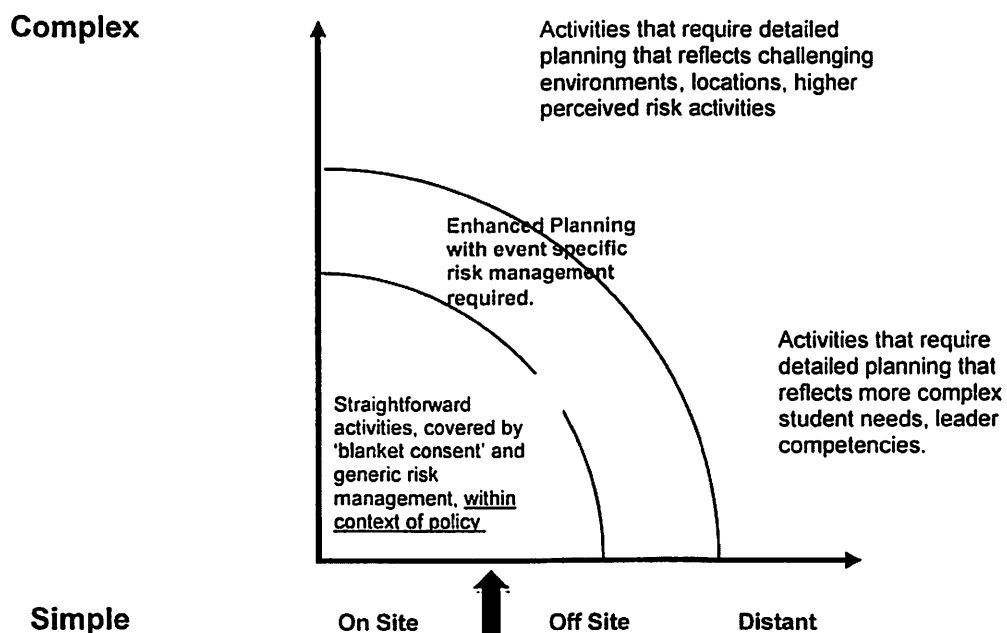 Complex
Activities that require detailed
planning that reflects challenging
environments, locations, higher
perceived risk activities
Enhanced Planning
with event specific
risk management
required.
Activities that require
detailed planning that
reflects more complex
student needs, leader
competencies.
Straightforward
activities, covered by
'blanket consent' and
generic risk
management, within
context of policy
Simple
On Site
Off Site
Distant